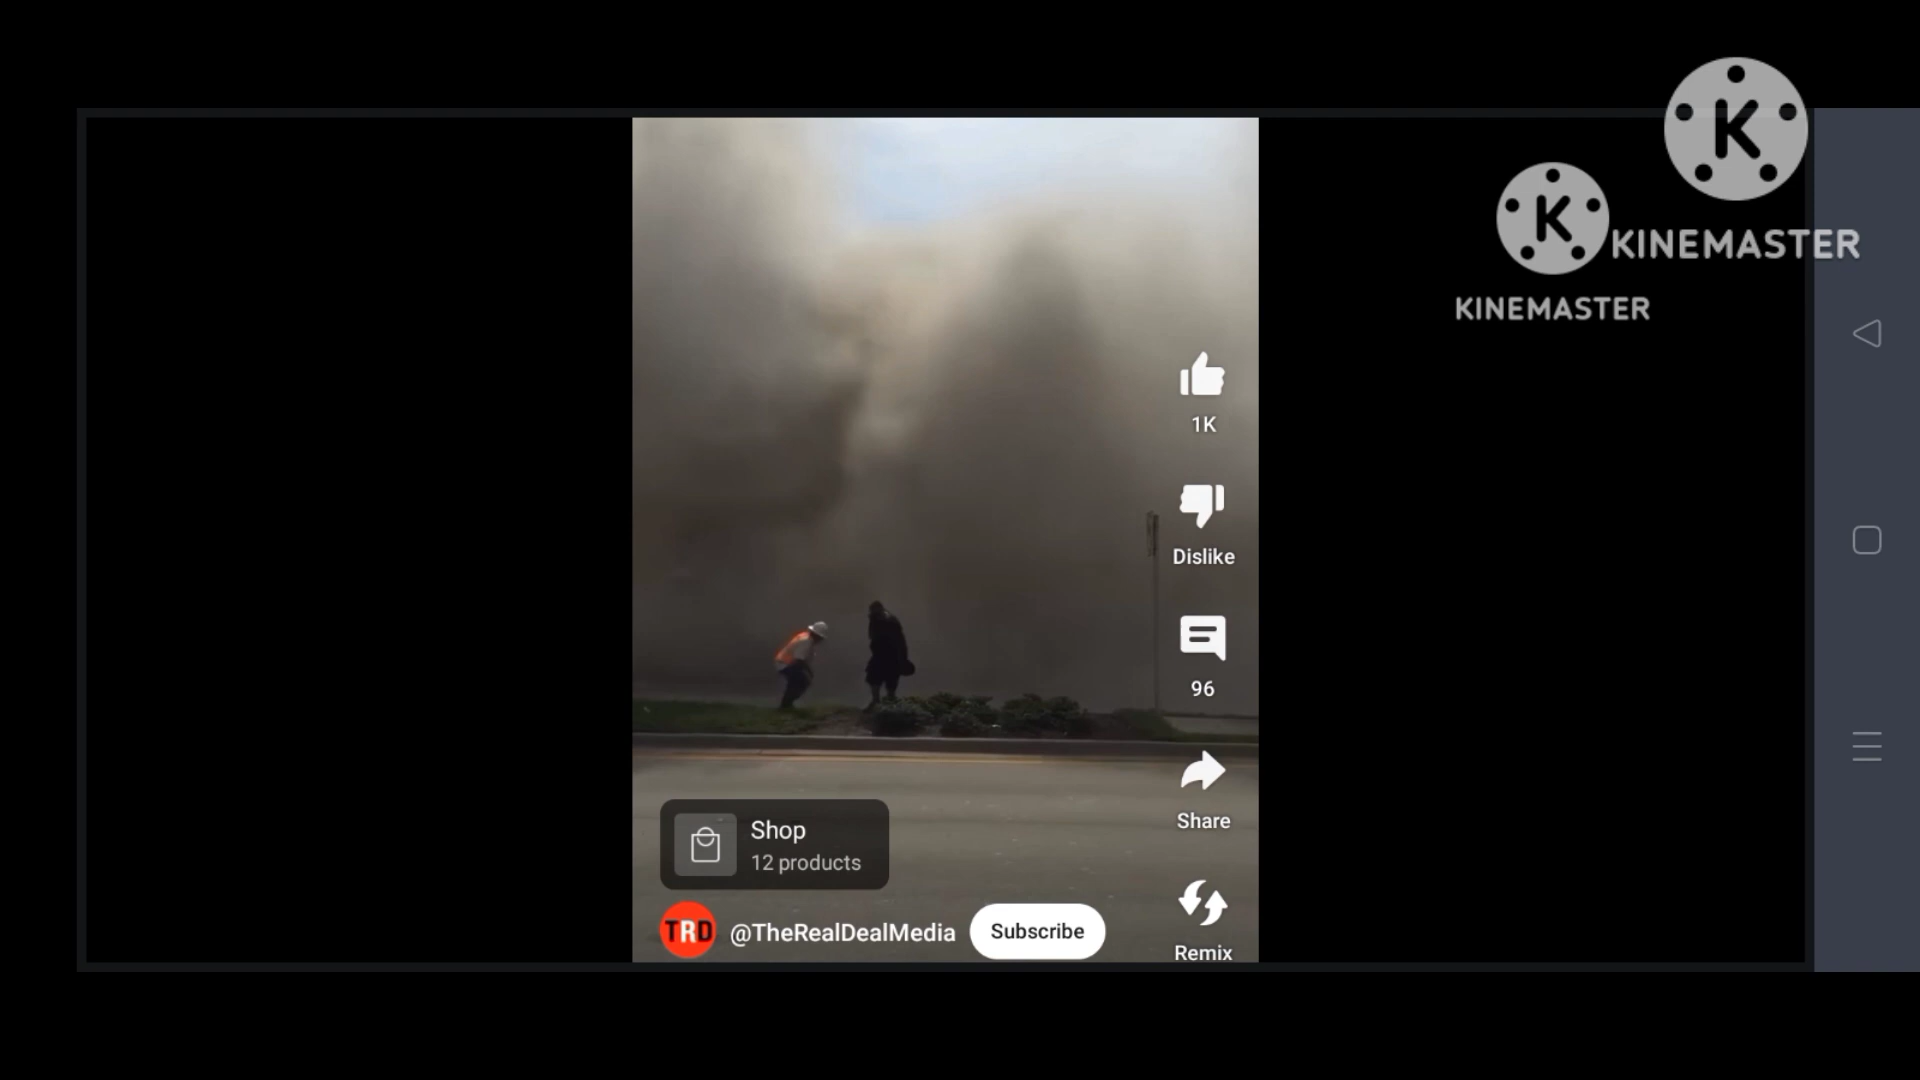 K
K
KINEMASTER
KINEMASTER
1K
Dislike
96
Share
Shop
12 products
TRD @TheRealDealMedia Subscribe
Remix